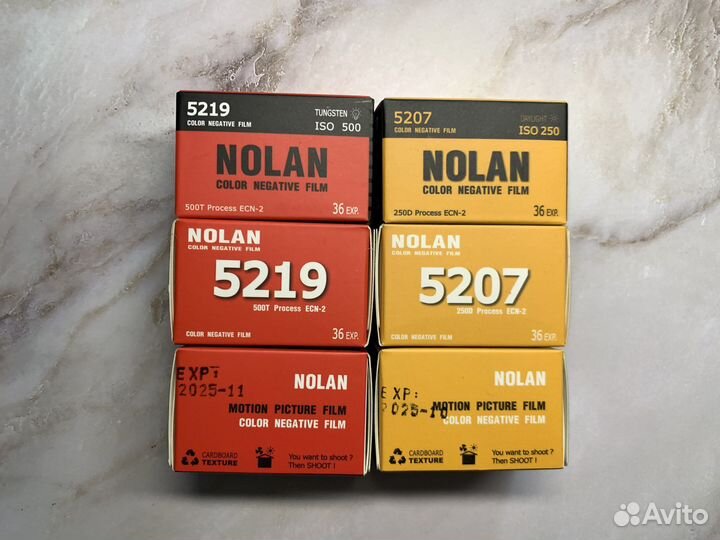 5219
COLOR NEGATIVE FILM
TUNGSTEN
ISO 500
NOLAN
COLOR NEGATIVE FILM
500T Process ECN-2
36 EXP.
5207
COLOR NEGATIVE FILM
DAYLIGHT
ISO 250
NOLAN
COLOR NEGATIVE FILM
250D Process ECN-2
36 EXP.
NOLAN
COLOR NEGATIVE FILM
5219
500T Process ECN-2
COLOR NEGATIVE FILM
36 EXP.
NOLAN
COLOR NEGATIVE FILM
5207
250D Process ECN-2
COLOR NEGATIVE FILM
36 EXP.
EXP:
2025-11
NOLAN
MOTION PICTURE FILM
COLOR NEGATIVE FILM
CARDBOARD
TEXTURE
You want to shoot ?
Then SHOOT !
EXP:
2025-10
NOLAN
MOTION PICTURE FILM
COLOR NEGATIVE FILM
CARDBOARD
TEXTURE
You want to shoot ?
Then SHOOT !
Avito